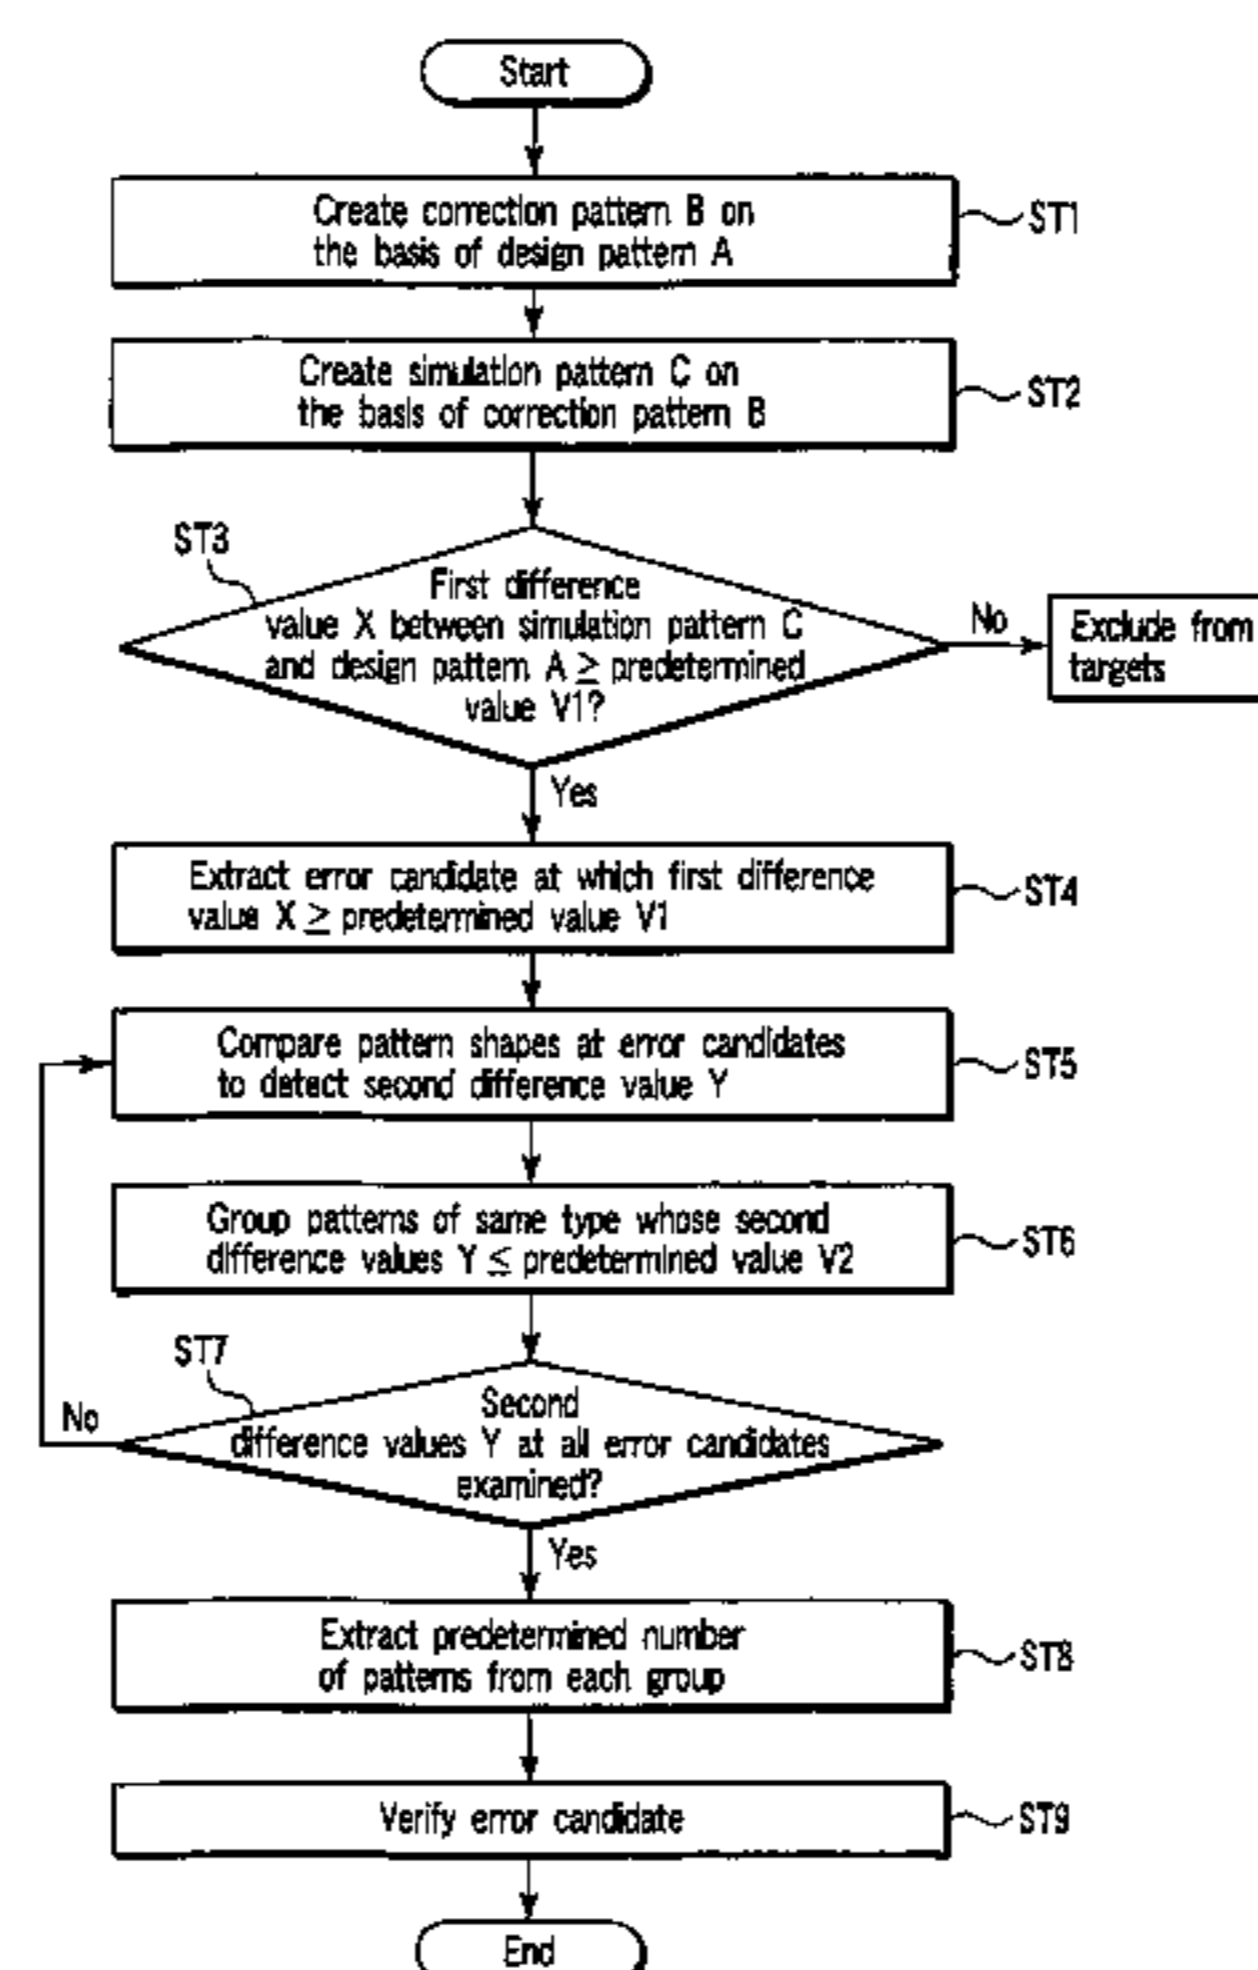 Start
Create correction pattern B on
the basis of design pattern A
ST1
Create simulation pattern C on
the basis of correction pattern B
ST2
ST3
First difference
value X between simulation pattern C
and design pattern A ≥ predetermined
value V1?
No
Exclude from
targets
Yes
Extract error candidate at which first difference
value X ≥ predetermined value V1
ST4
Compare pattern shapes at error candidates
to detect second difference value Y
ST5
Group patterns of same type whose second
difference values Y ≤ predetermined value V2
ST6
ST7
No
Second
difference values Y at all error candidates
examined?
Yes
Extract predetermined number
of patterns from each group
ST8
Verify error candidate
ST9
End